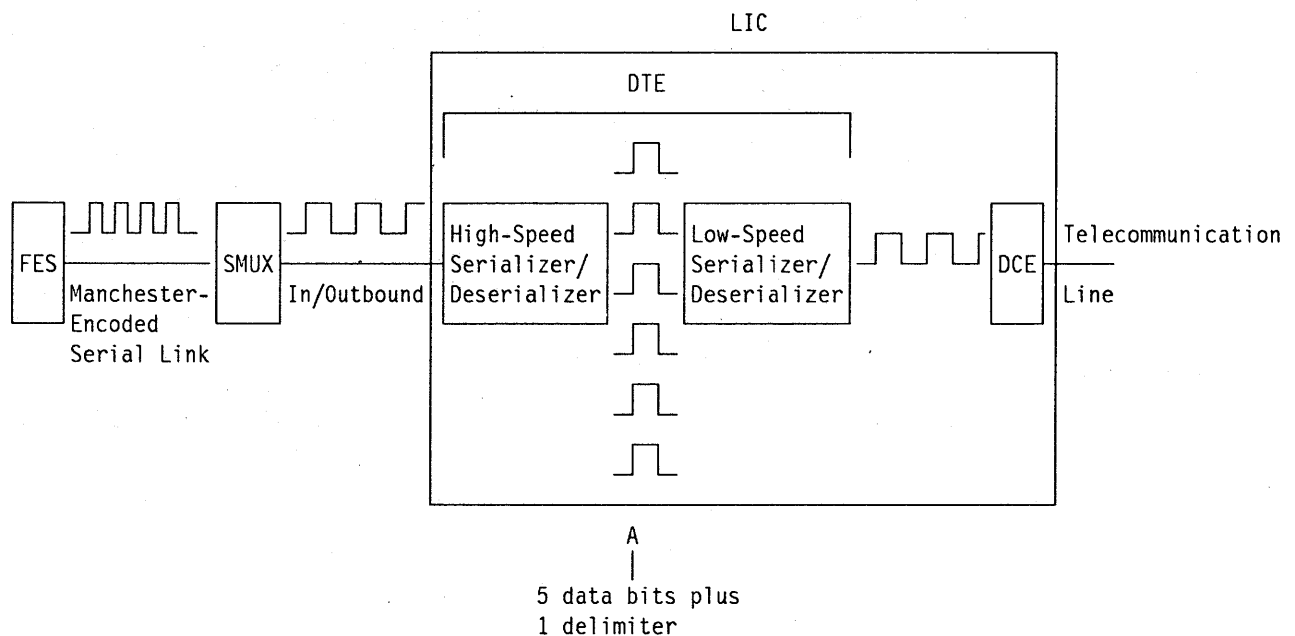 LIC
DTE
FES
Manchester-
Encoded
Serial Link
SMUX
In/Outbound
High-Speed
Serializer/
Deserializer
Low-Speed
Serializer/
Deserializer
DCE
Telecommunication
Line
A
5 data bits plus
1 delimiter